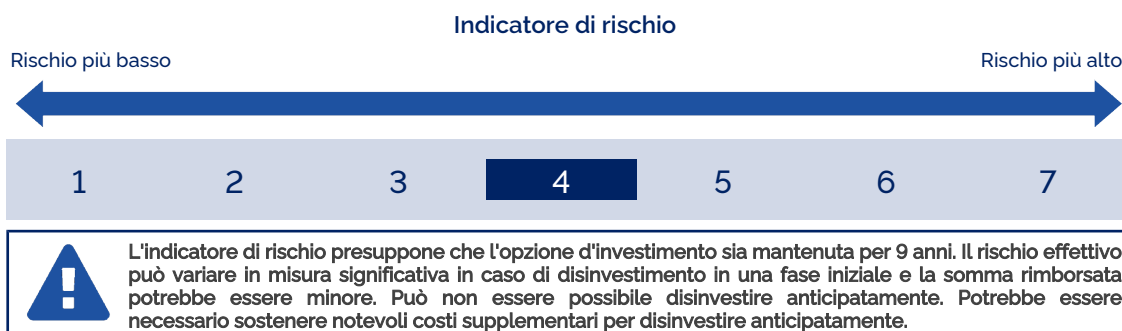 Indicatore di rischio
Rischio più basso
Rischio più alto
1 2 3 4 5 6 7
L'indicatore di rischio presuppone che l'opzione d'investimento sia mantenuta per 9 anni. Il rischio effettivo
può variare in misura significativa in caso di disinvestimento in una fase iniziale e la somma rimborsata
potrebbe essere minore. Può non essere possibile disinvestire anticipatamente. Potrebbe essere
necessario sostenere notevoli costi supplementari per disinvestire anticipatamente.